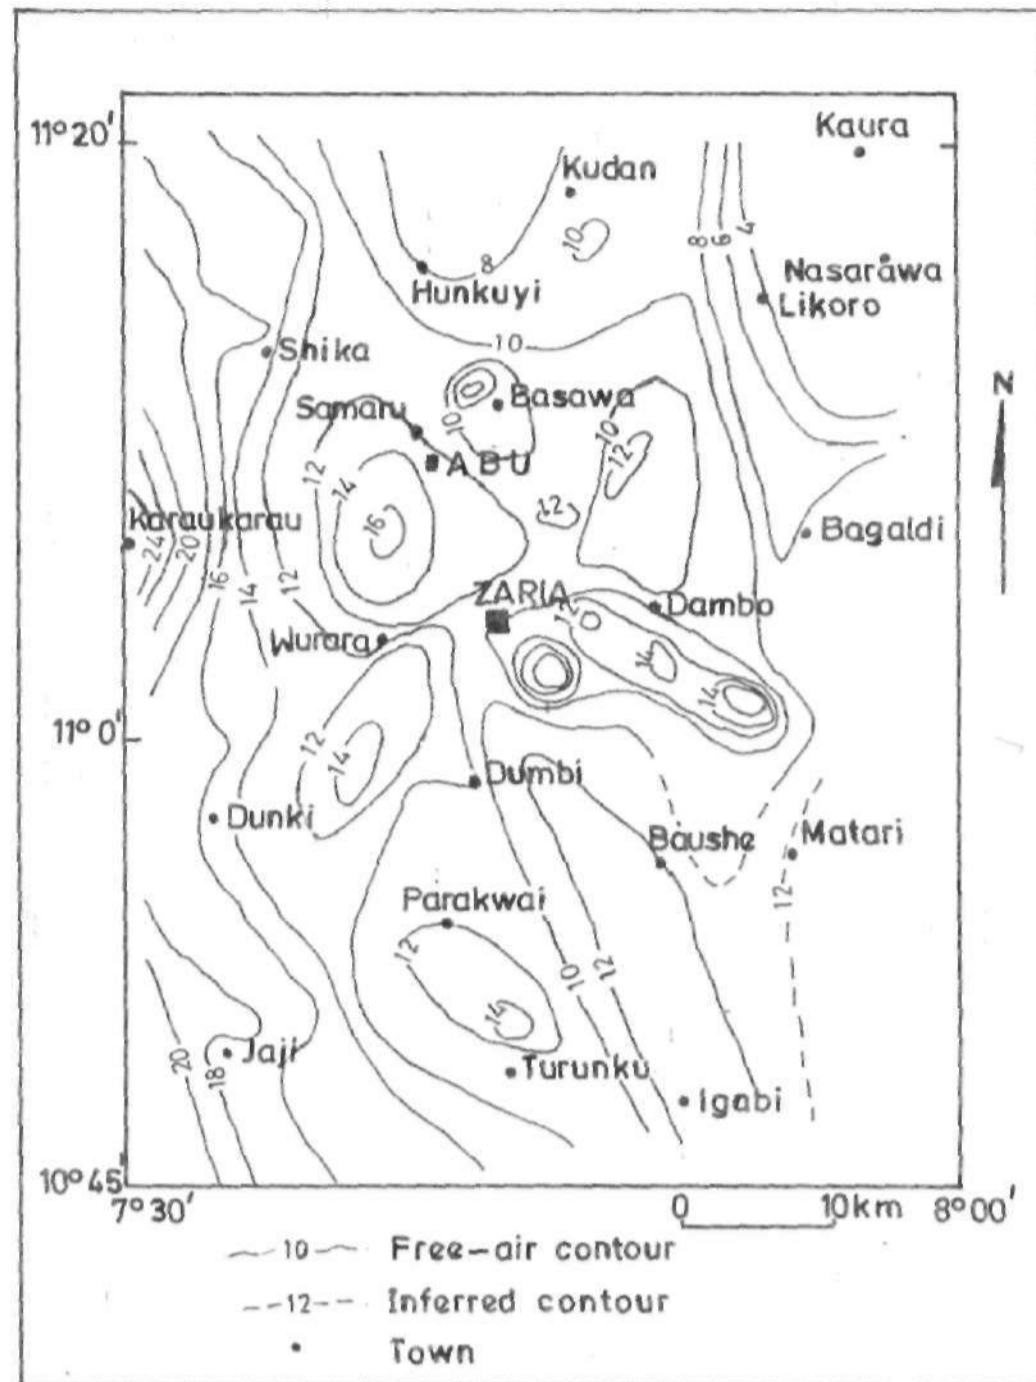 11° 20'
Kaura
Kudan
10
8
8
6
4
Nasarawa
Hunkuyi
Likoro
10
Shika
Basawa
Samaru
10
10
ABU
12
12
14
N
Karaukarau
16
12
Bagaldi
24
20
16
14
12
ZARIA
12
Dambo
Wurara
14
14
11° 0'
12
14
Dumbi
Dunki
Baushe
Matari
12
Parakwai
12
10
12
14
Jaji
20
18
Turunku
Igabi
10° 45'
7° 30'
0
10km
8° 00'
10 Free-air contour
12 Inferred contour
Town